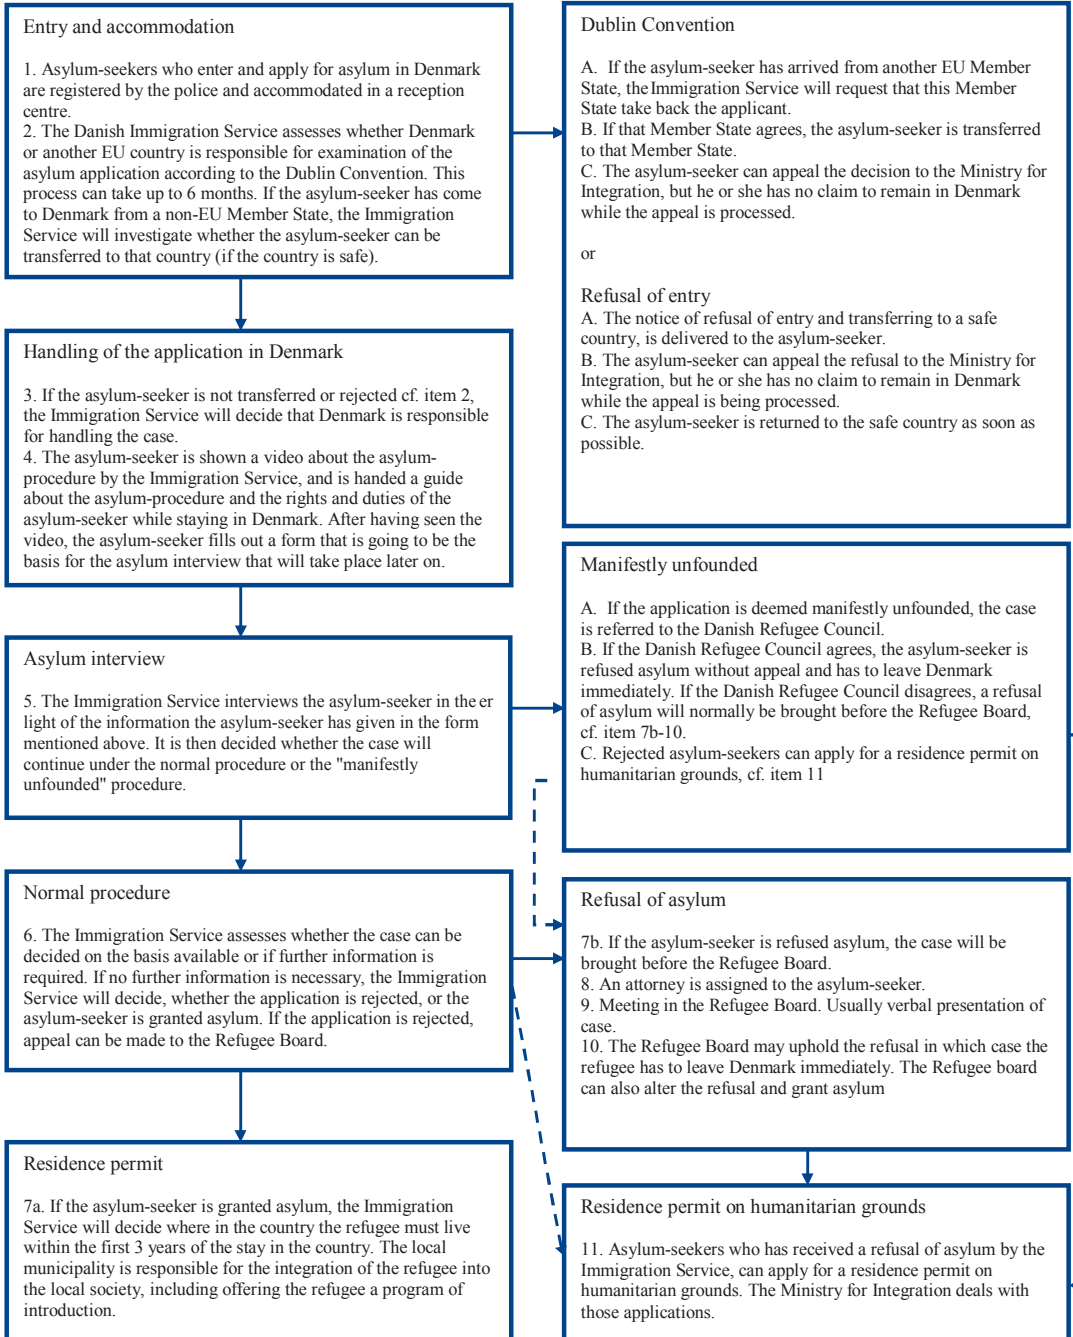 Entry and accommodation
1. Asylum-seekers who enter and apply for asylum in Denmark
are registered by the police and accommodated in a reception
centre.
2. The Danish Immigration Service assesses whether Denmark
or another EU country is responsible for examination of the
asylum application according to the Dublin Convention. This
process can take up to 6 months. If the asylum-seeker has come
to Denmark from a non-EU Member State, the Immigration
Service will investigate whether the asylum-seeker can be
transferred to that country (if the country is safe).
Dublin Convention
A. If the asylum-seeker has arrived from another EU Member
State, the Immigration Service will request that this Member
State take back the applicant.
B. If that Member State agrees, the asylum-seeker is transferred
to that Member State.
C. The asylum-seeker can appeal the decision to the Ministry for
Integration, but he or she has no claim to remain in Denmark
while the appeal is processed.
or
Refusal of entry
A. The notice of refusal of entry and transferring to a safe
country, is delivered to the asylum-seeker.
B. The asylum-seeker can appeal the refusal to the Ministry for
Integration, but he or she has no claim to remain in Denmark
while the appeal is being processed.
C. The asylum-seeker is returned to the safe country as soon as
possible.
Handling of the application in Denmark
3. If the asylum-seeker is not transferred or rejected cf. item 2,
the Immigration Service will decide that Denmark is responsible
for handling the case.
4. The asylum-seeker is shown a video about the asylum-
procedure by the Immigration Service, and is handed a guide
about the asylum-procedure and the rights and duties of the
asylum-seeker while staying in Denmark. After having seen the
video, the asylum-seeker fills out a form that is going to be the
basis for the asylum interview that will take place later on.
Asylum interview
5. The Immigration Service interviews the asylum-seeker in the er
light of the information the asylum-seeker has given in the form
mentioned above. It is then decided whether the case will
continue under the normal procedure or the "manifestly
unfounded" procedure.
Manifestly unfounded
A. If the application is deemed manifestly unfounded, the case
is referred to the Danish Refugee Council.
B. If the Danish Refugee Council agrees, the asylum-seeker is
refused asylum without appeal and has to leave Denmark
immediately. If the Danish Refugee Council disagrees, a refusal
of asylum will normally be brought before the Refugee Board,
cf. item 7b-10.
C. Rejected asylum-seekers can apply for a residence permit on
humanitarian grounds, cf. item 11
Normal procedure
6. The Immigration Service assesses whether the case can be
decided on the basis available or if further information is
required. If no further information is necessary, the Immigration
Service will decide, whether the application is rejected, or the
asylum-seeker is granted asylum. If the application is rejected,
appeal can be made to the Refugee Board.
Refusal of asylum
7b. If the asylum-seeker is refused asylum, the case will be
brought before the Refugee Board.
8. An attorney is assigned to the asylum-seeker.
9. Meeting in the Refugee Board. Usually verbal presentation of
case.
10. The Refugee Board may uphold the refusal in which case the
refugee has to leave Denmark immediately. The Refugee board
can also alter the refusal and grant asylum
Residence permit
7a. If the asylum-seeker is granted asylum, the Immigration
Service will decide where in the country the refugee must live
within the first 3 years of the stay in the country. The local
municipality is responsible for the integration of the refugee into
the local society, including offering the refugee a program of
introduction.
Residence permit on humanitarian grounds
11. Asylum-seekers who has received a refusal of asylum by the
Immigration Service, can apply for a residence permit on
humanitarian grounds. The Ministry for Integration deals with
those applications.